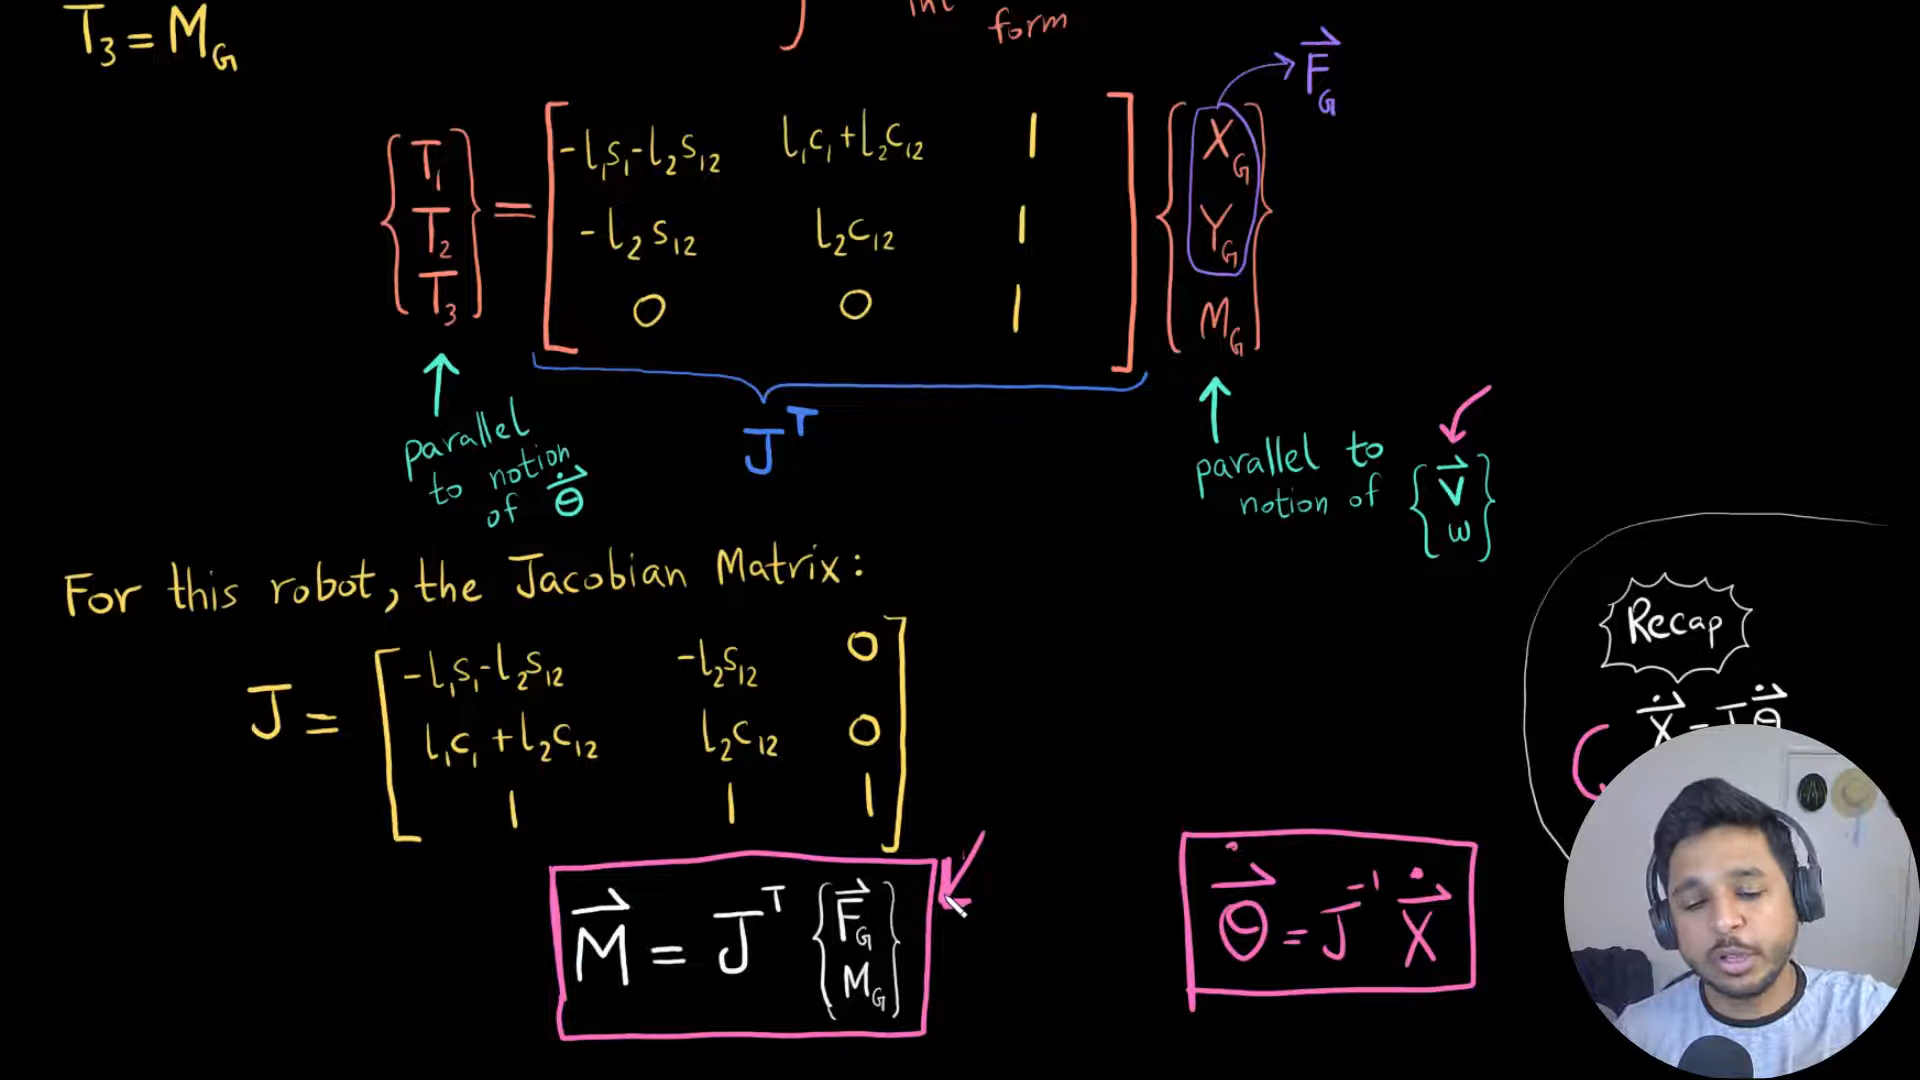 T₃ = M_G
J
form
F_G
{T₁ T₂ T₃} = [-l₁s₁-l₂s₁₂ l₁c₁+l₂c₁₂ 1
-l₂s₁₂ l₂c₁₂ 1
0 0 1] {X_G Y_G M_G}
parallel
to notion
of θ̇
J^T
parallel to
notion of {V ω}
For this robot, the Jacobian Matrix:
J = [-l₁s₁-l₂s₁₂ -l₂s₁₂ 0
l₁c₁+l₂c₁₂ l₂c₁₂ 0
1 1 1]
M = J^T {F_G M_G}
θ̇ = J⁻¹ Ẋ
Recap
Ẋ = J θ̇